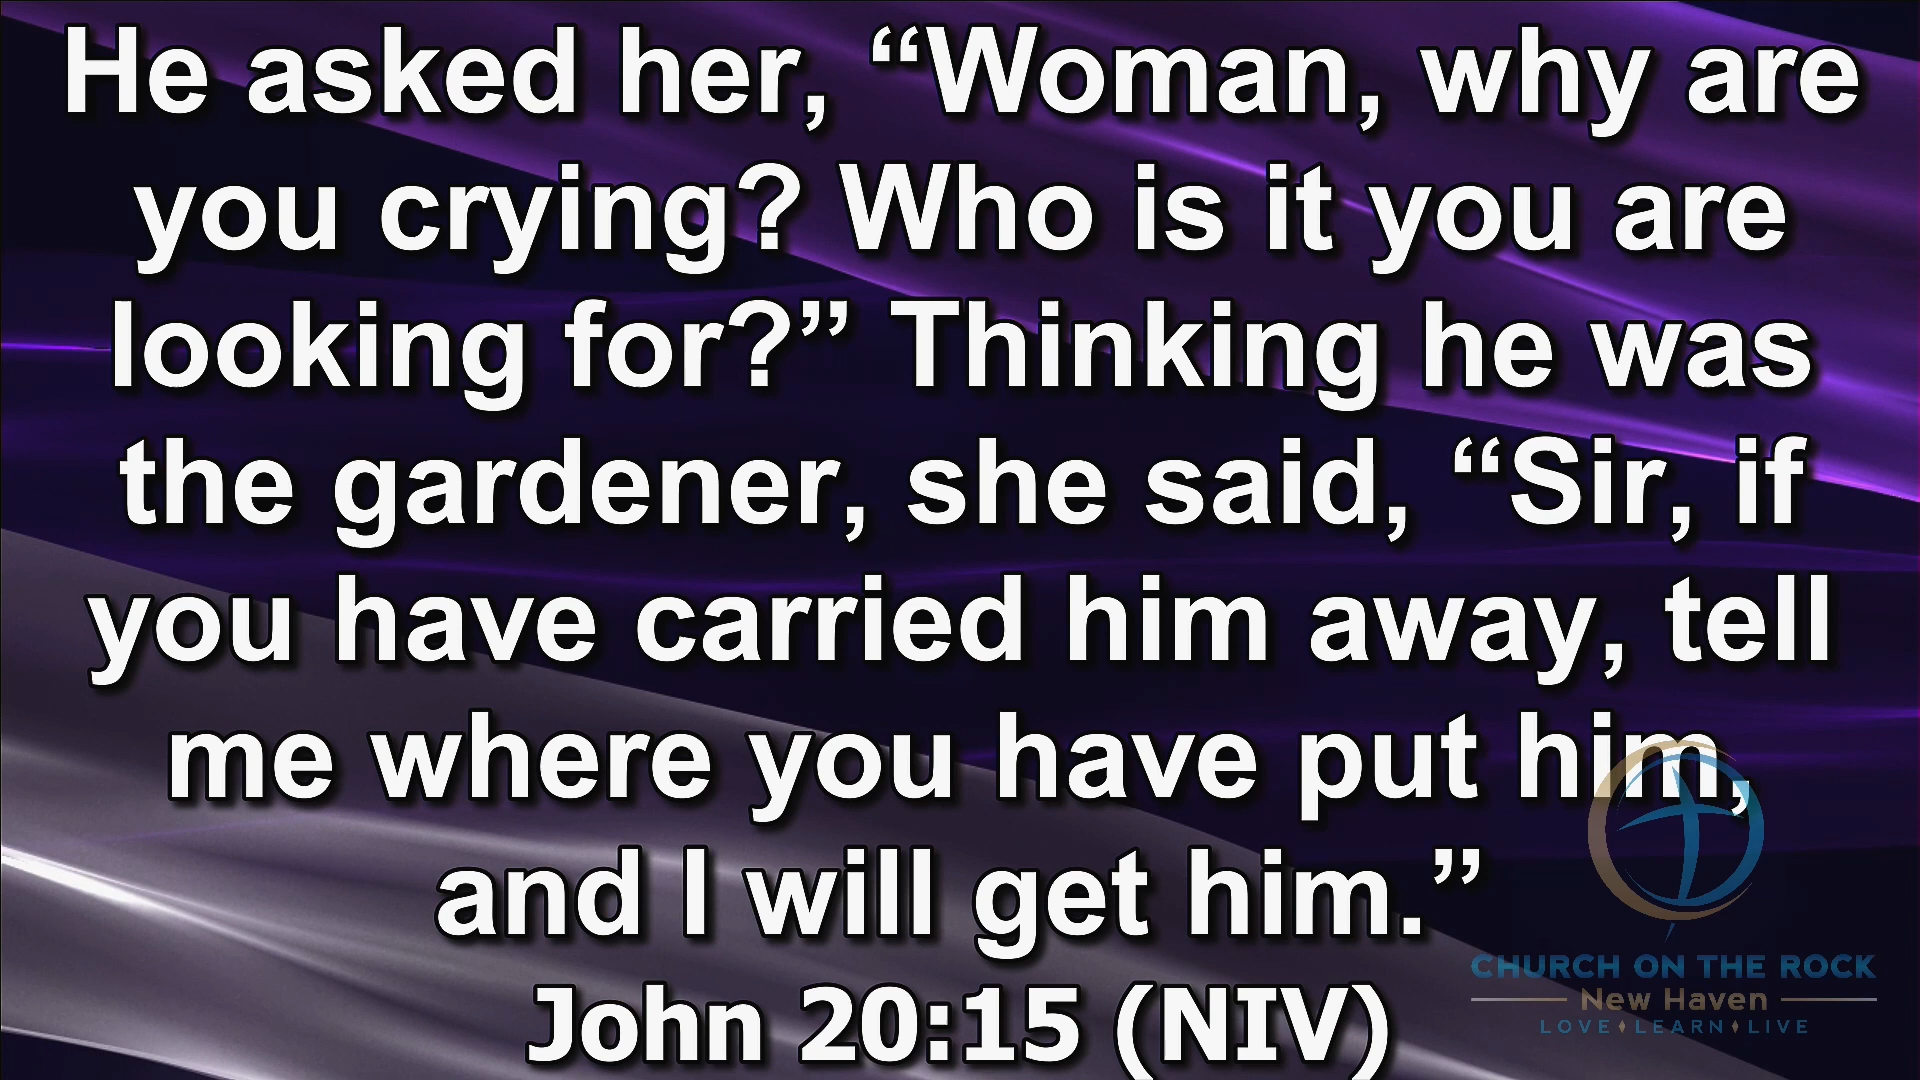 He asked her, “Woman, why are
you crying? Who is it you are
looking for?” Thinking he was
the gardener, she said, “Sir, if
you have carried him away, tell
me where you have put him,
and I will get him.”
John 20:15 (NIV)
CHURCH ON THE ROCK
New Haven
LOVE♦LEARN♦LIVE